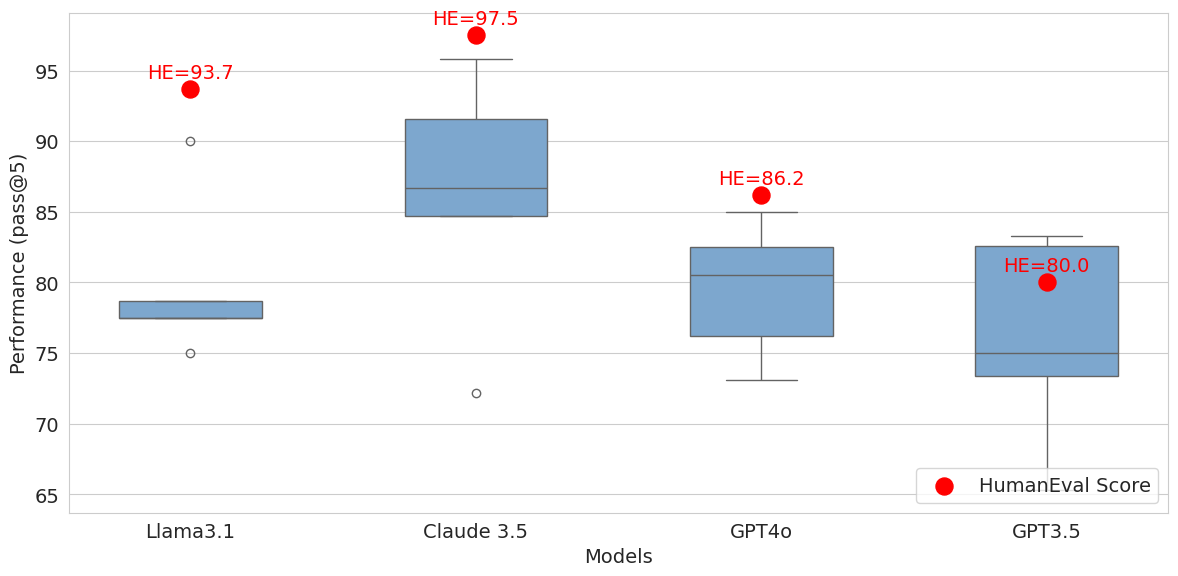 HE=97.5
HE=93.7
HE=86.2
HE=80.0
95
90
85
80
75
70
65
Performance (pass@5)
HumanEval Score
Llama3.1
Claude 3.5
GPT4o
GPT3.5
Models